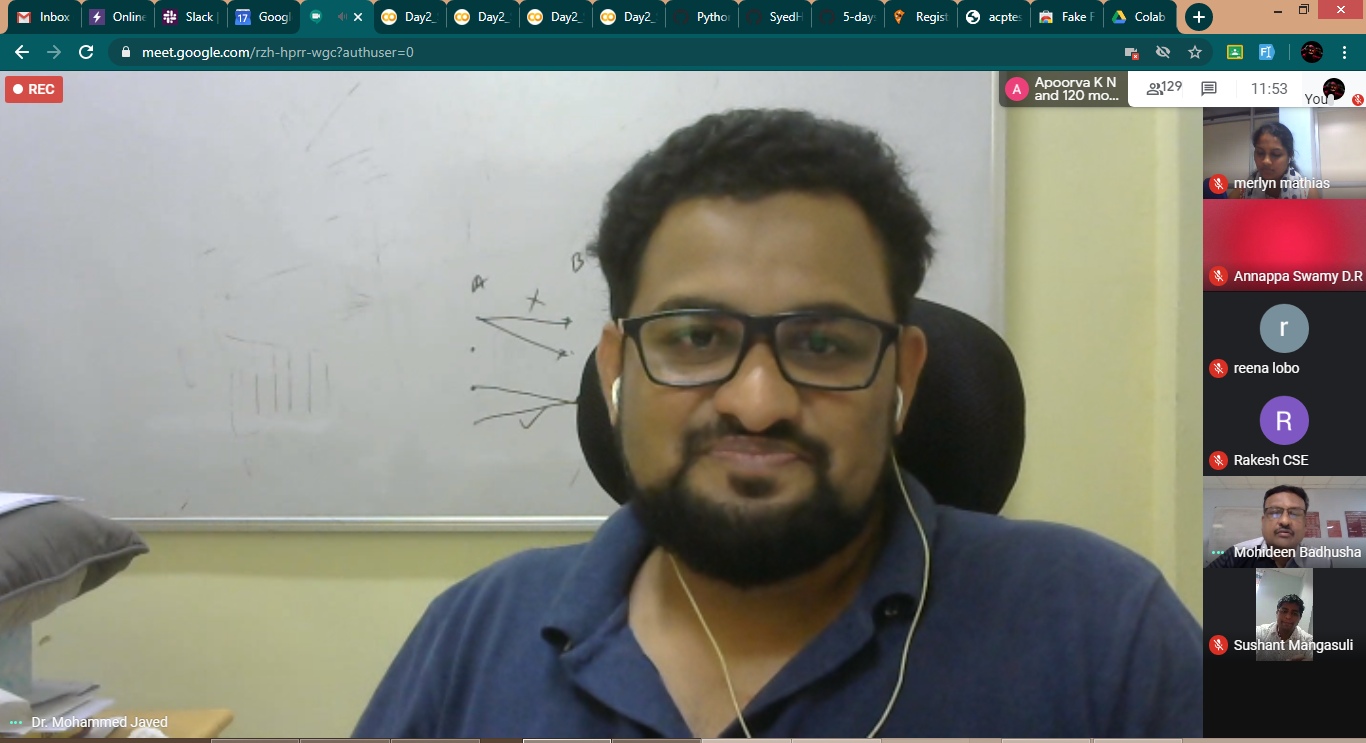 Inbox
Online
Slack
17
Googl
Day2_
Day2_
Day2_
Day2_
Python
SyedH
5-days
Regist
acptes
Fake F
Colab
meet.google.com/rzh-hprr-wgc?authuser=0
REC
A
Apoorva K N
and 120 mo...
129
11:53
You
B
A
merlyn mathias
Annappa Swamy D.R
r
reena lobo
R
Rakesh CSE
Mohideen Badhusha
Sushant Mangasuli
Dr. Mohammed Javed